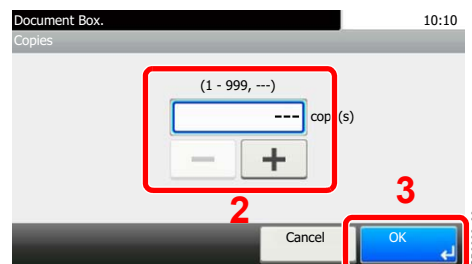 Document Box. 10:10
Copies
(1 - 999, ---)
--- cop (s)
2
3
Cancel OK